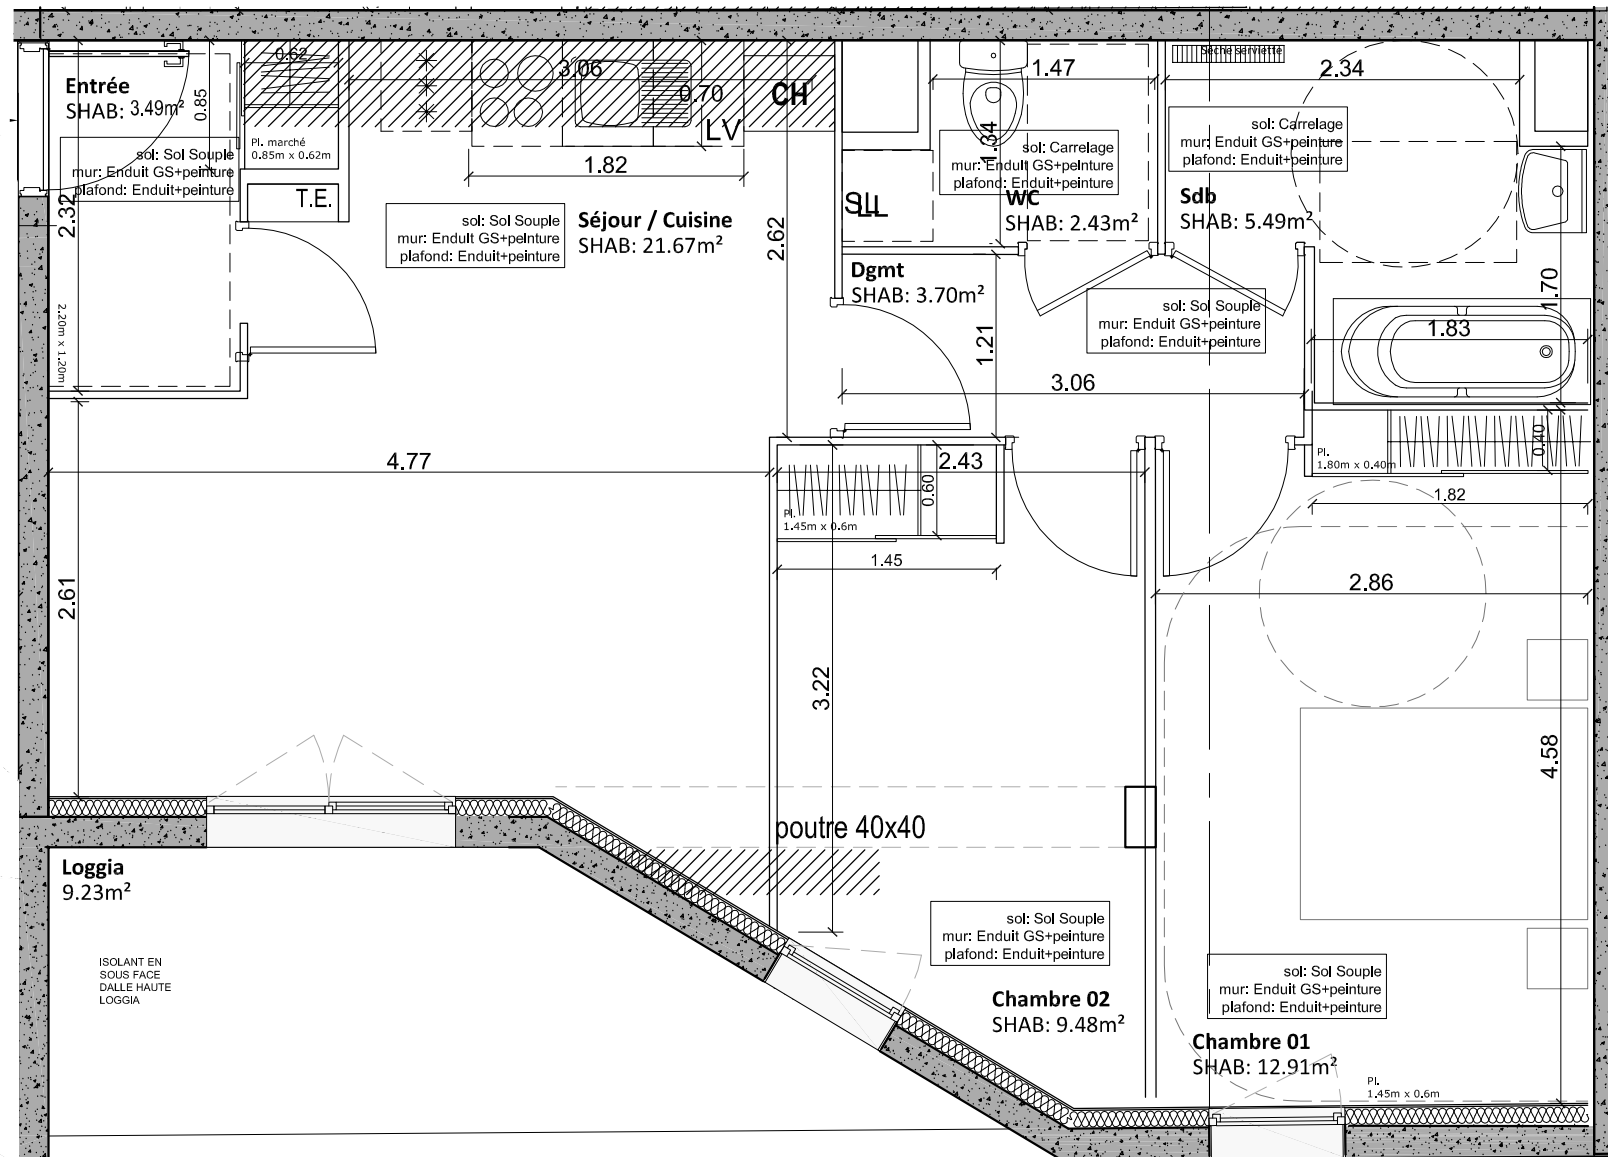 Entrée
SHAB: 3.49m²
sol: Sol Souple
mur: Enduit GS+peinture
plafond: Enduit+peinture
0.85
2.32
2.20m x 1.20m
0.62
Pl. marché
0.85m x 0.62m
T.E.
3.06
0.70
LV
CH
1.82
sol: Sol Souple
mur: Enduit GS+peinture
plafond: Enduit+peinture
Séjour / Cuisine
SHAB: 21.67m²
2.62
SLL
1.47
1.34
sol: Carrelage
mur: Enduit GS+peinture
plafond: Enduit+peinture
WC
SHAB: 2.43m²
Sèche serviette
2.34
sol: Carrelage
mur: Enduit GS+peinture
plafond: Enduit+peinture
Sdb
SHAB: 5.49m²
Dgmt
SHAB: 3.70m²
1.21
sol: Sol Souple
mur: Enduit GS+peinture
plafond: Enduit+peinture
1.70
1.83
3.06
4.77
2.43
0.60
Pl.
1.45m x 0.6m
1.45
Pl.
1.80m x 0.40m
0.40
1.82
2.61
2.86
3.22
4.58
poutre 40x40
Loggia
9.23m²
ISOLANT EN
SOUS FACE
DALLE HAUTE
LOGGIA
sol: Sol Souple
mur: Enduit GS+peinture
plafond: Enduit+peinture
Chambre 02
SHAB: 9.48m²
sol: Sol Souple
mur: Enduit GS+peinture
plafond: Enduit+peinture
Chambre 01
SHAB: 12.91m²
Pl.
1.45m x 0.6m